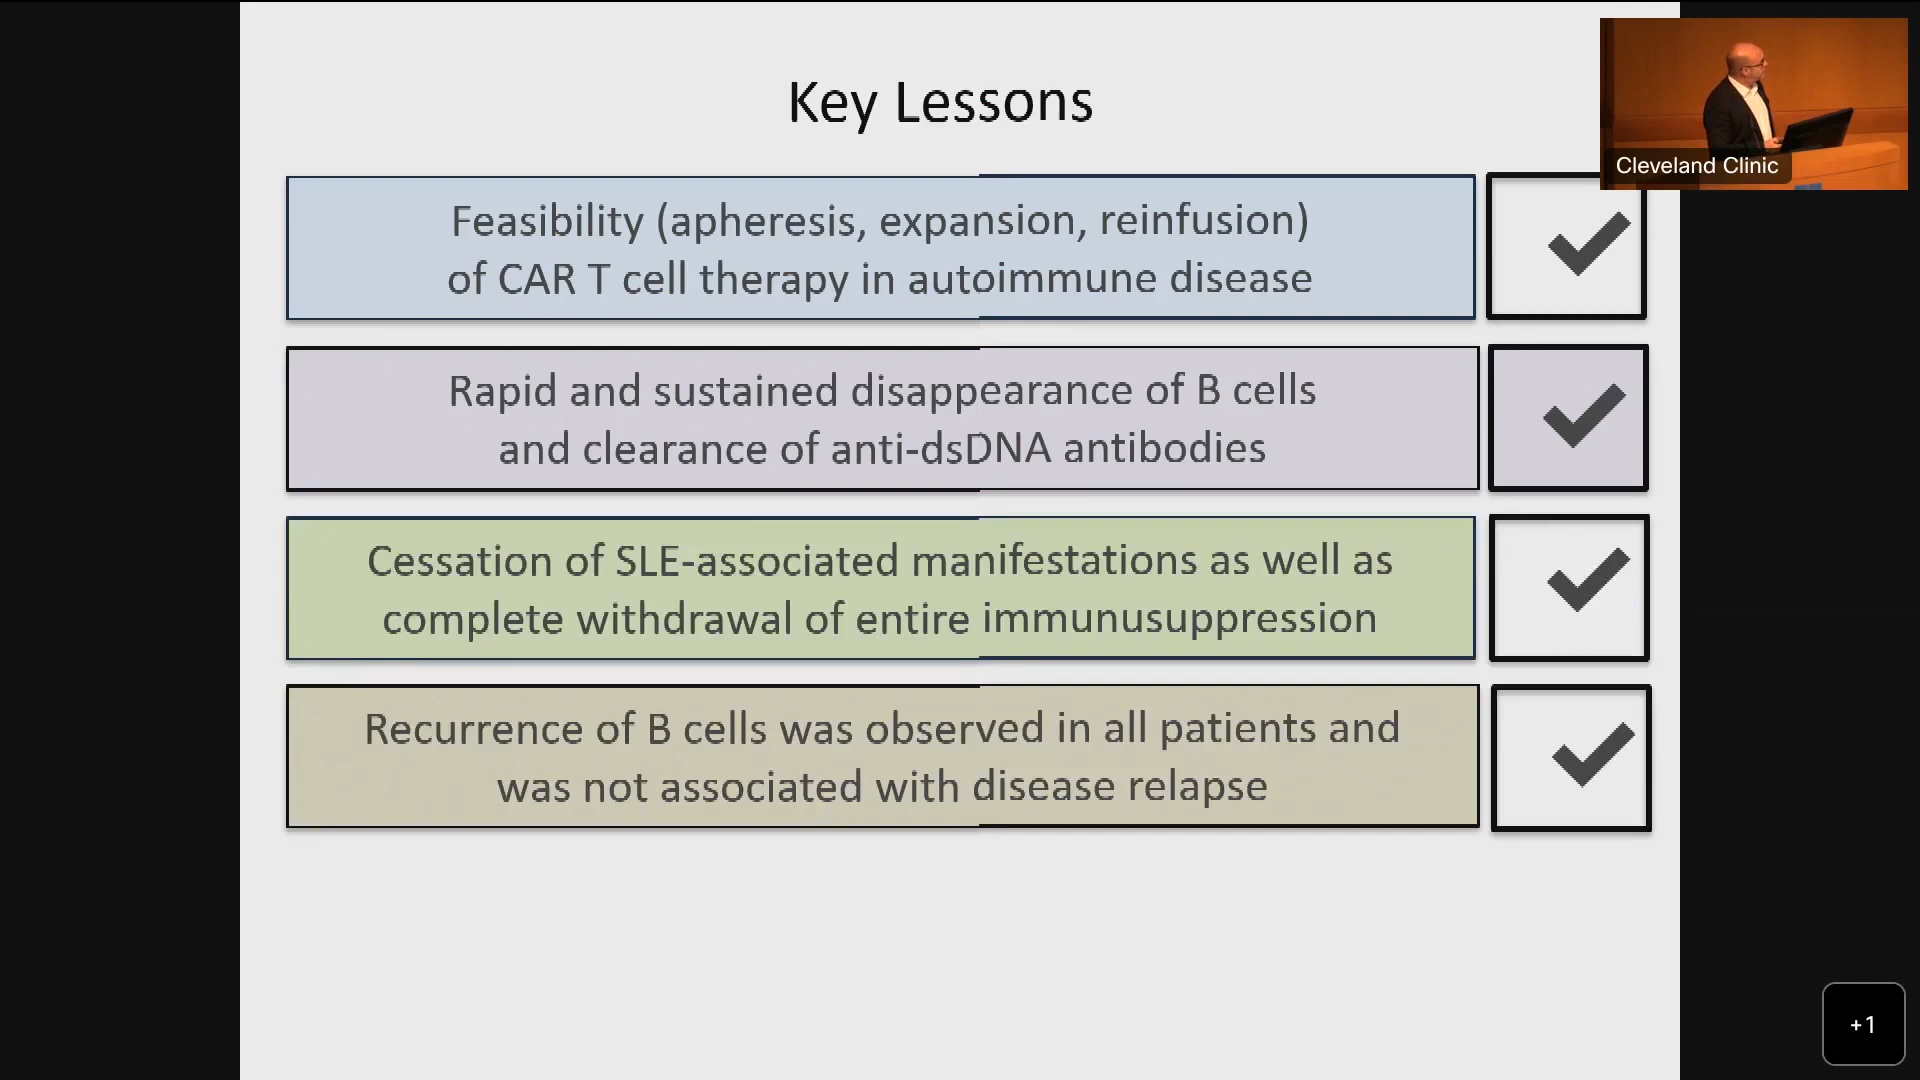 Key Lessons
Cleveland Clinic
Feasibility (apheresis, expansion, reinfusion)
of CAR T cell therapy in autoimmune disease
Rapid and sustained disappearance of B cells
and clearance of anti-dsDNA antibodies
Cessation of SLE-associated manifestations as well as
complete withdrawal of entire immunusuppression
Recurrence of B cells was observed in all patients and
was not associated with disease relapse
+1